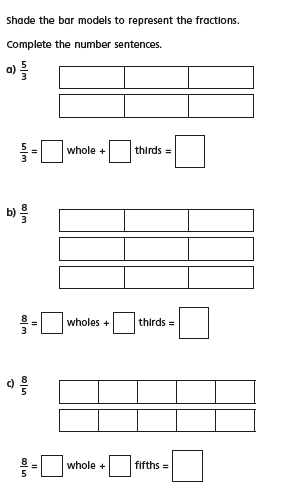 Shade the bar models to represent the fractions.
Complete the number sentences.
a) 5/3
5/3 = whole + thirds =
b) 8/3
8/3 = wholes + thirds =
c) 8/5
8/5 = whole + fifths =